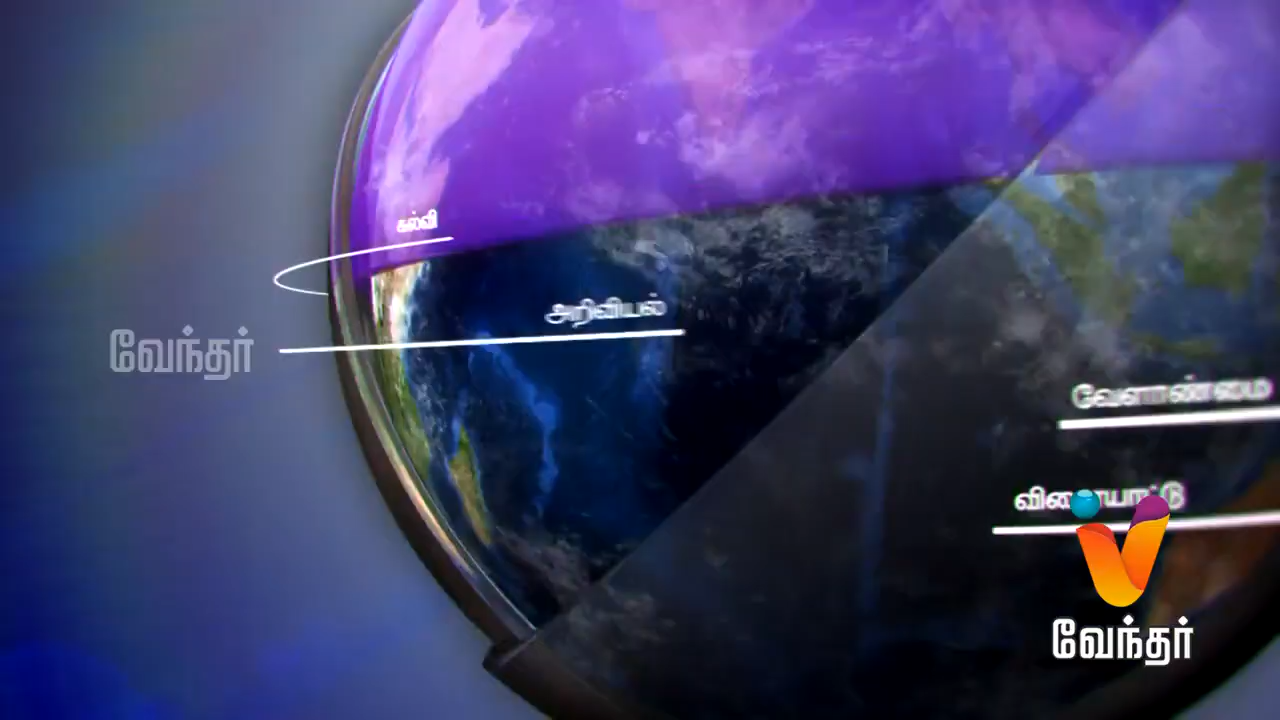 கல்வி
அறிவியல்
வேந்தர்
வேளாண்மை
விளையாட்டு
வேந்தர்